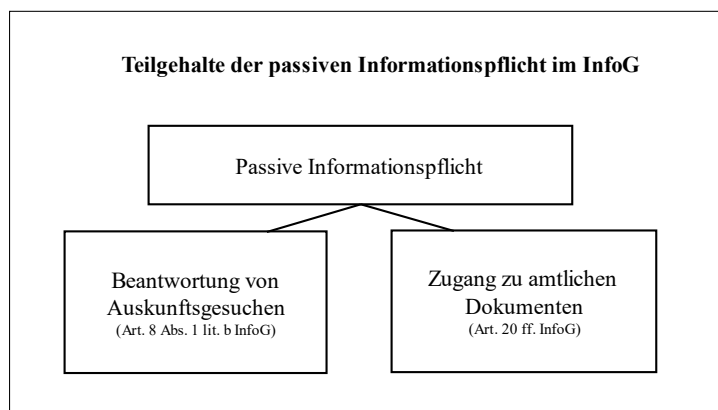 Teilgehalte der passiven Informationspflicht im InfoG
Passive Informationspflicht
Beantwortung von
Auskunftsgesuchen
(Art. 8 Abs. 1 lit. b InfoG)
Zugang zu amtlichen
Dokumenten
(Art. 20 ff. InfoG)